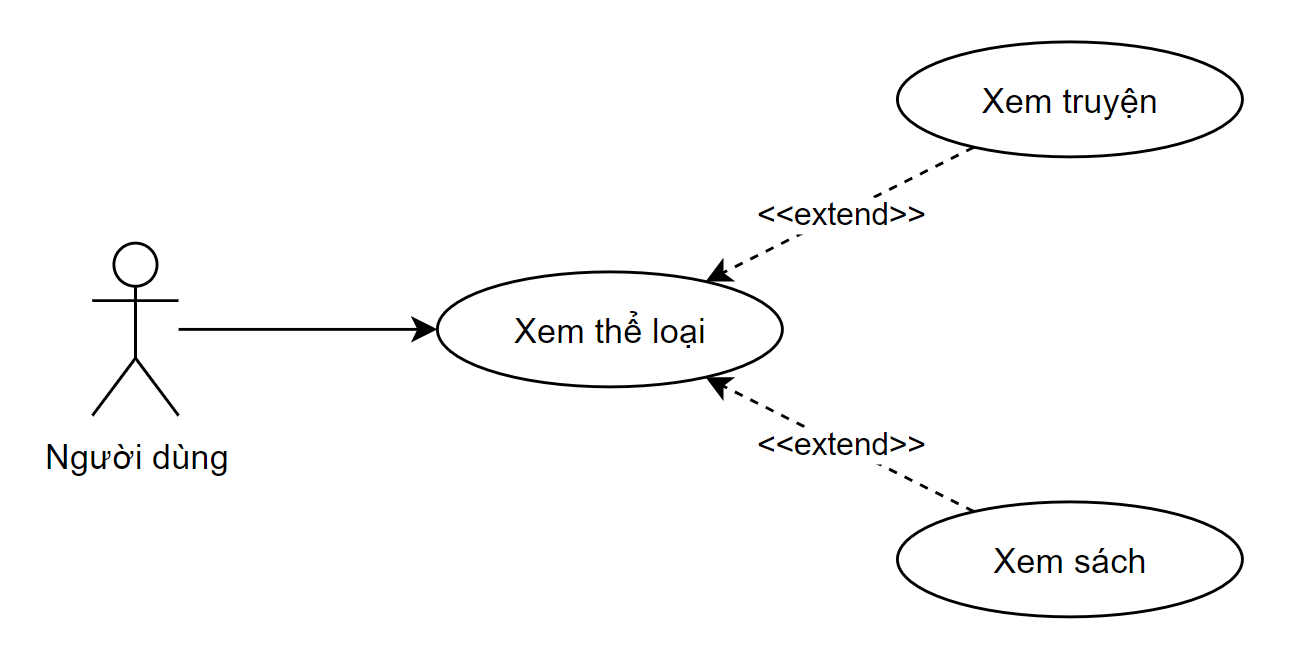 Xem truyện
<<extend>>
Xem thể loại
Người dùng
<<extend>>
Xem sách